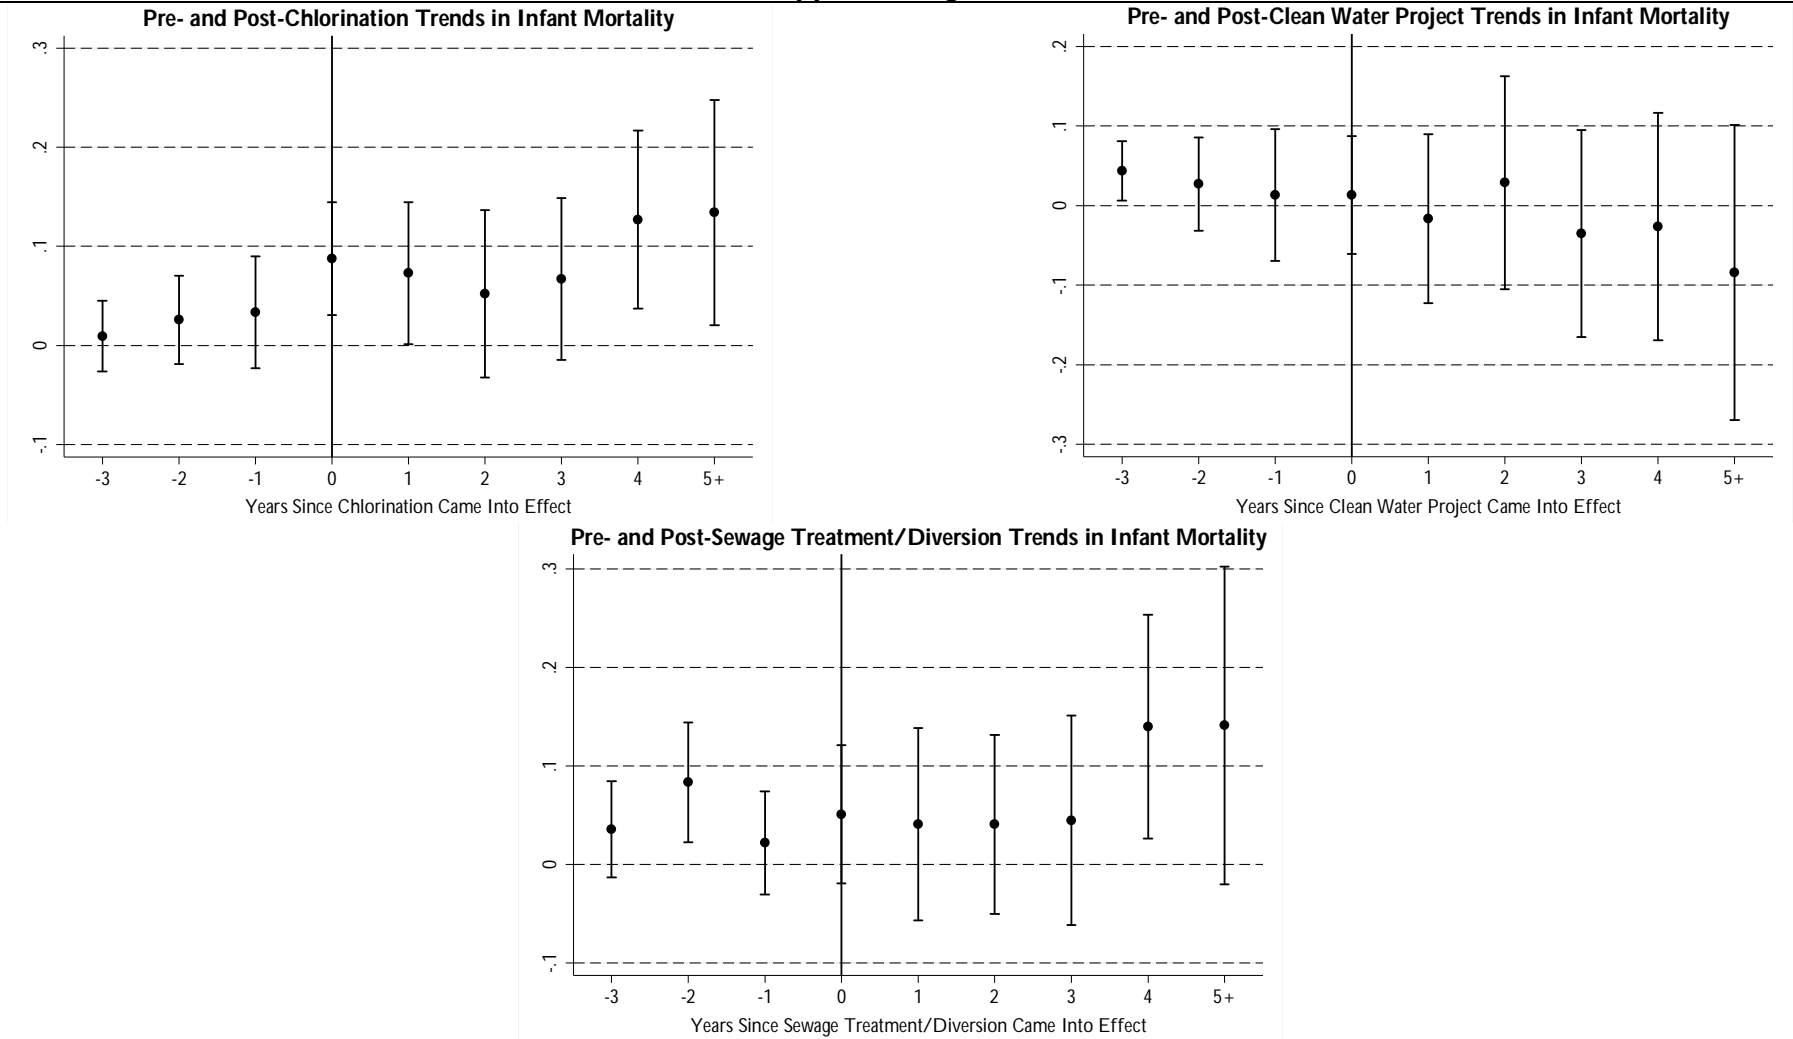 Pre- and Post-Chlorination Trends in Infant Mortality
.3
.2
.1
0
-.1
-3 -2 -1 0 1 2 3 4 5+
Years Since Chlorination Came Into Effect
Pre- and Post-Clean Water Project Trends in Infant Mortality
.2
.1
0
-.1
-.2
-.3
-3 -2 -1 0 1 2 3 4 5+
Years Since Clean Water Project Came Into Effect
Pre- and Post-Sewage Treatment/Diversion Trends in Infant Mortality
.3
.2
.1
0
-.1
-3 -2 -1 0 1 2 3 4 5+
Years Since Sewage Treatment/Diversion Came Into Effect